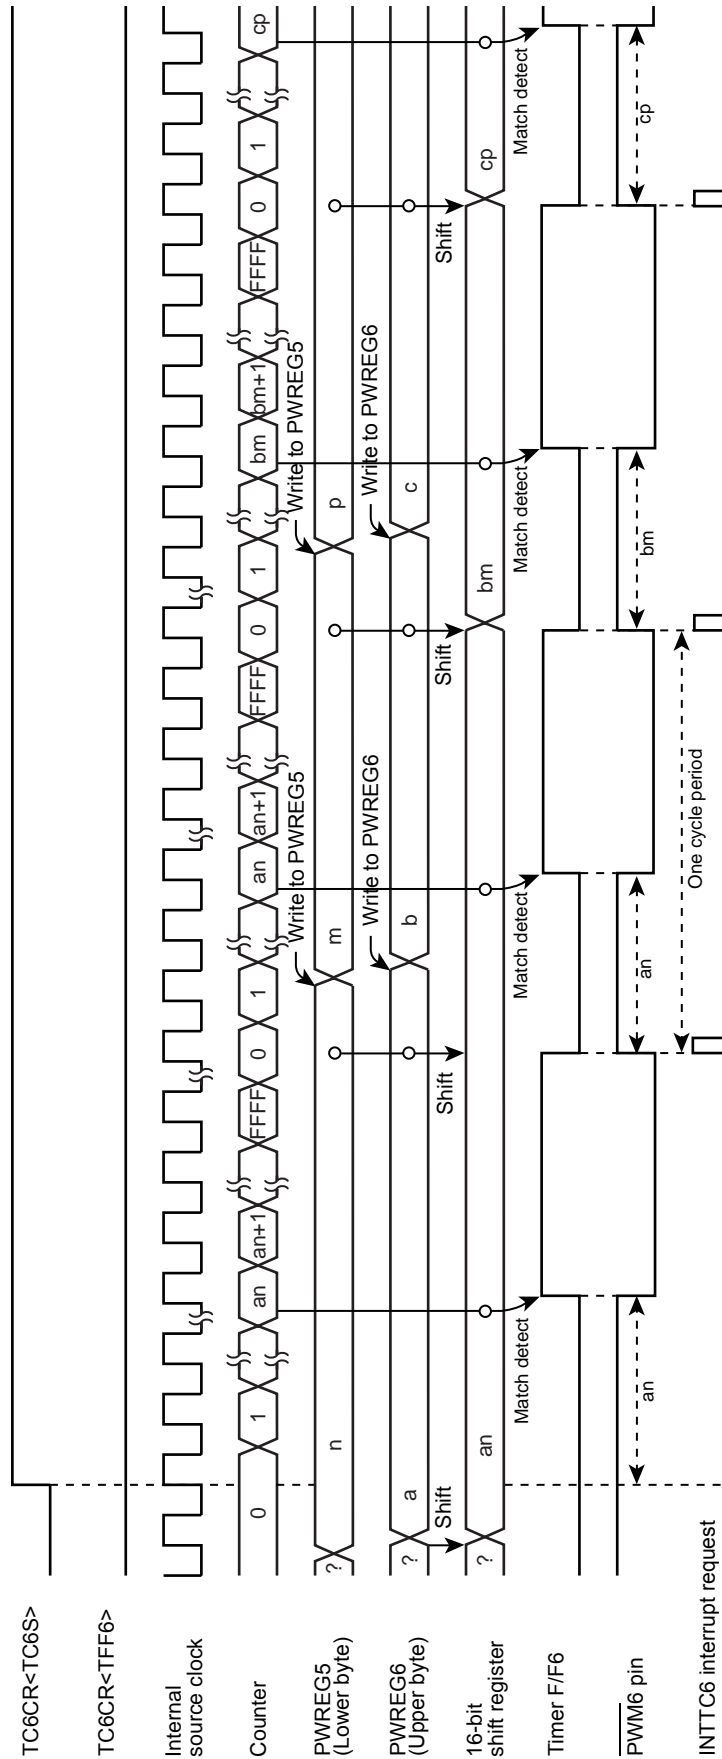 TC6CR<TC6S>
TC6CR<TFF6>
Internal
source clock
Counter
0
1
an
an+1
FFFF
0
1
an
an+1
FFFF
0
1
bm
bm+1
FFFF
0
1
cp
PWREG5
(Lower byte)
?
n
Write to PWREG5
m
Write to PWREG5
p
PWREG6
(Upper byte)
?
a
Write to PWREG6
b
Write to PWREG6
c
Shift
Shift
Shift
Shift
16-bit
shift register
?
an
bm
cp
Match detect
Match detect
Match detect
Match detect
Timer F/F6
PWM6 pin
an
an
bm
cp
One cycle period
INTTC6 interrupt request